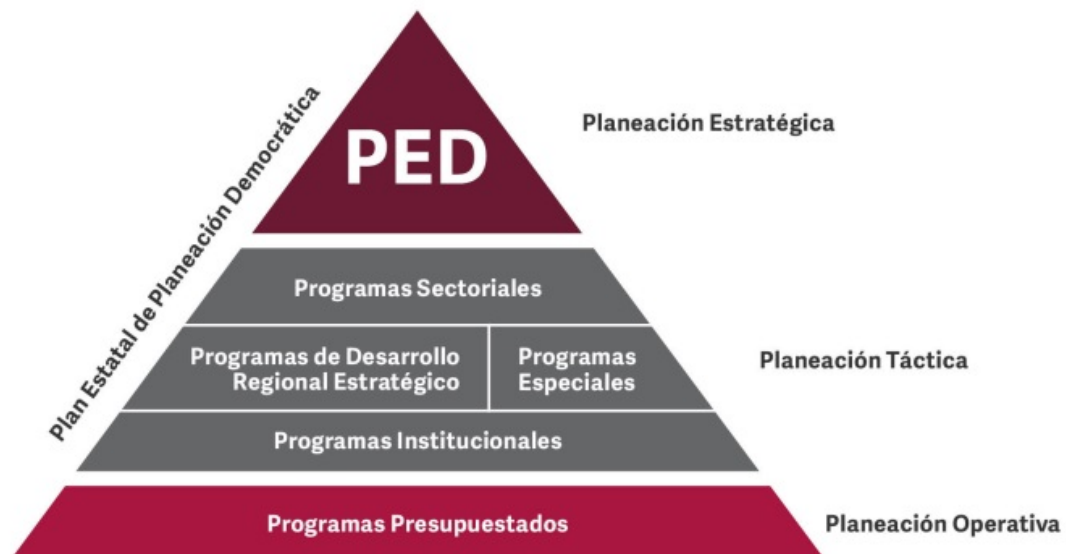 Plan Estatal de Planeación Democrática
PED
Planeación Estratégica
Programas Sectoriales
Programas de Desarrollo
Regional Estratégico
Programas
Especiales
Planeación Táctica
Programas Institucionales
Programas Presupuestados
Planeación Operativa